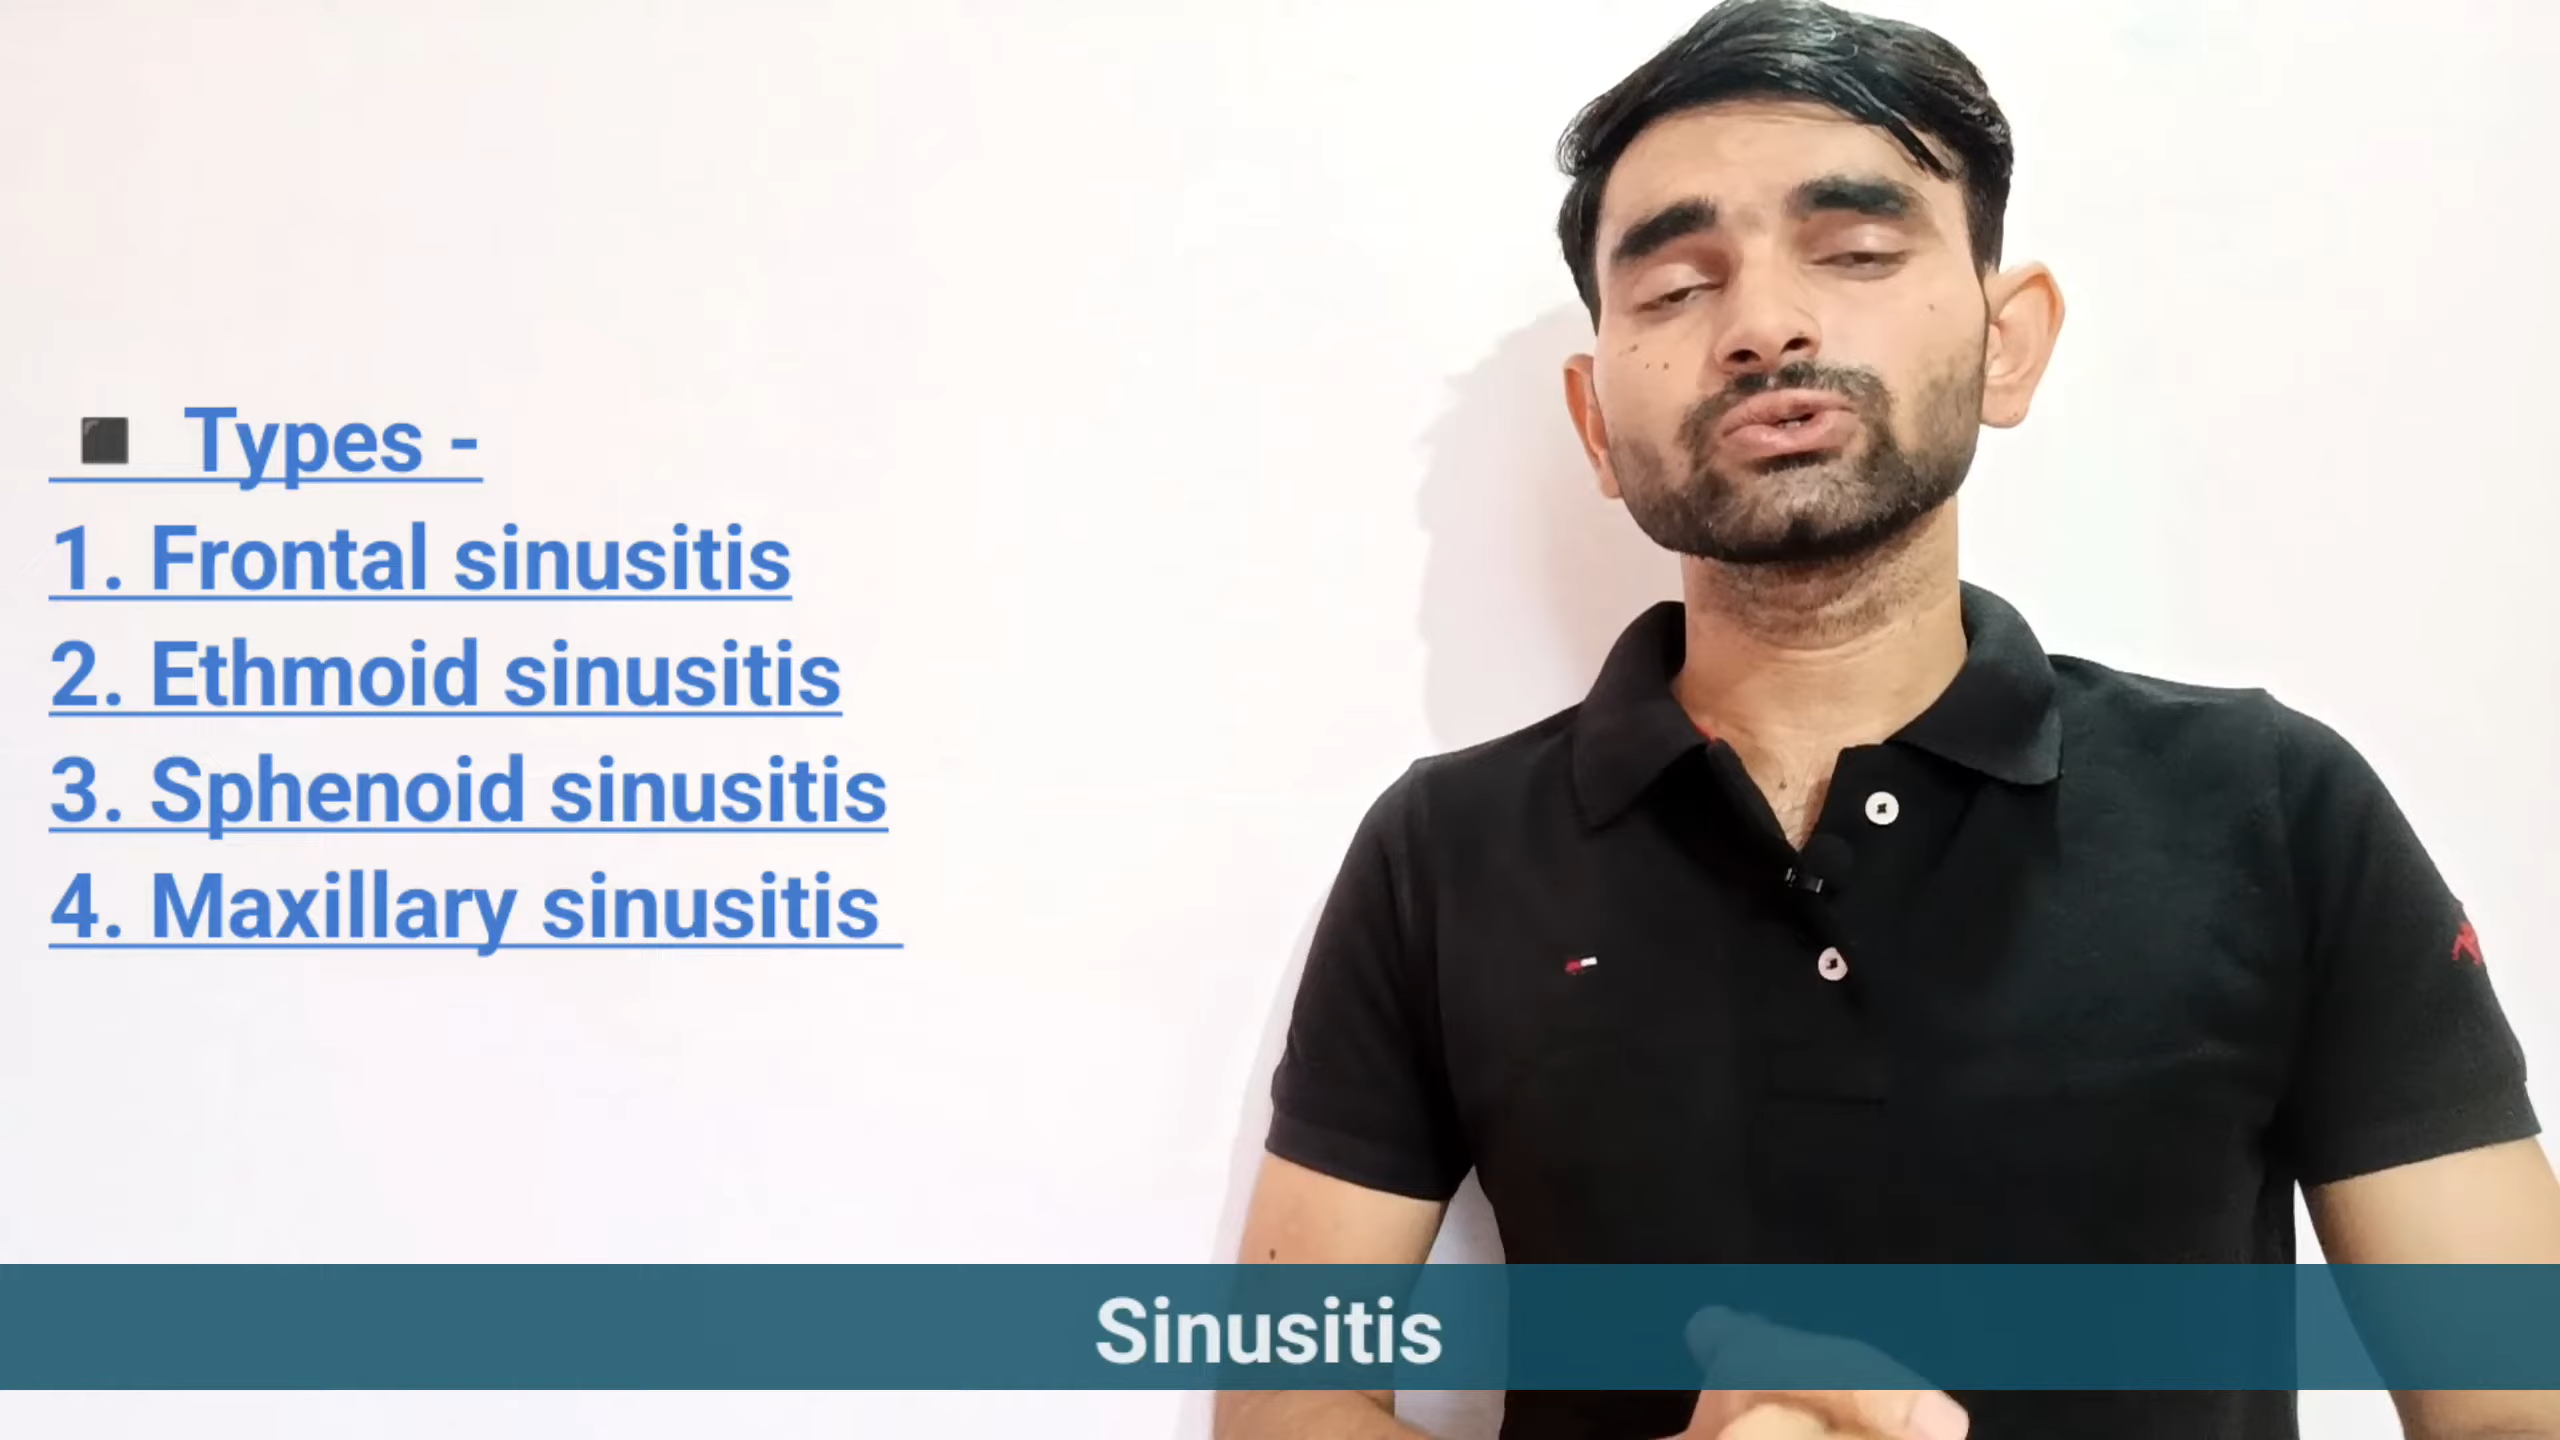 ▪ Types -
1. Frontal sinusitis
2. Ethmoid sinusitis
3. Sphenoid sinusitis
4. Maxillary sinusitis
Sinusitis